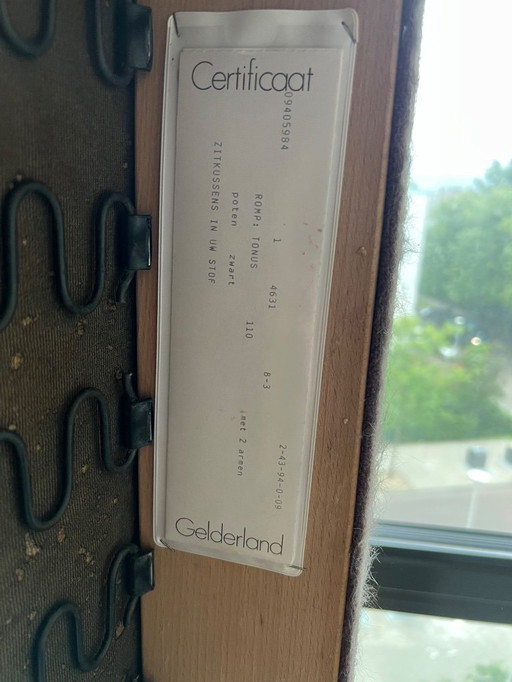 Certificaat
09405984 1 4631 8-3 2-43-94-0-09
ROMP: TONUS 110 met 2 armen
poten zwart
ZITKUSSENS IN UW STOF
Gelderland